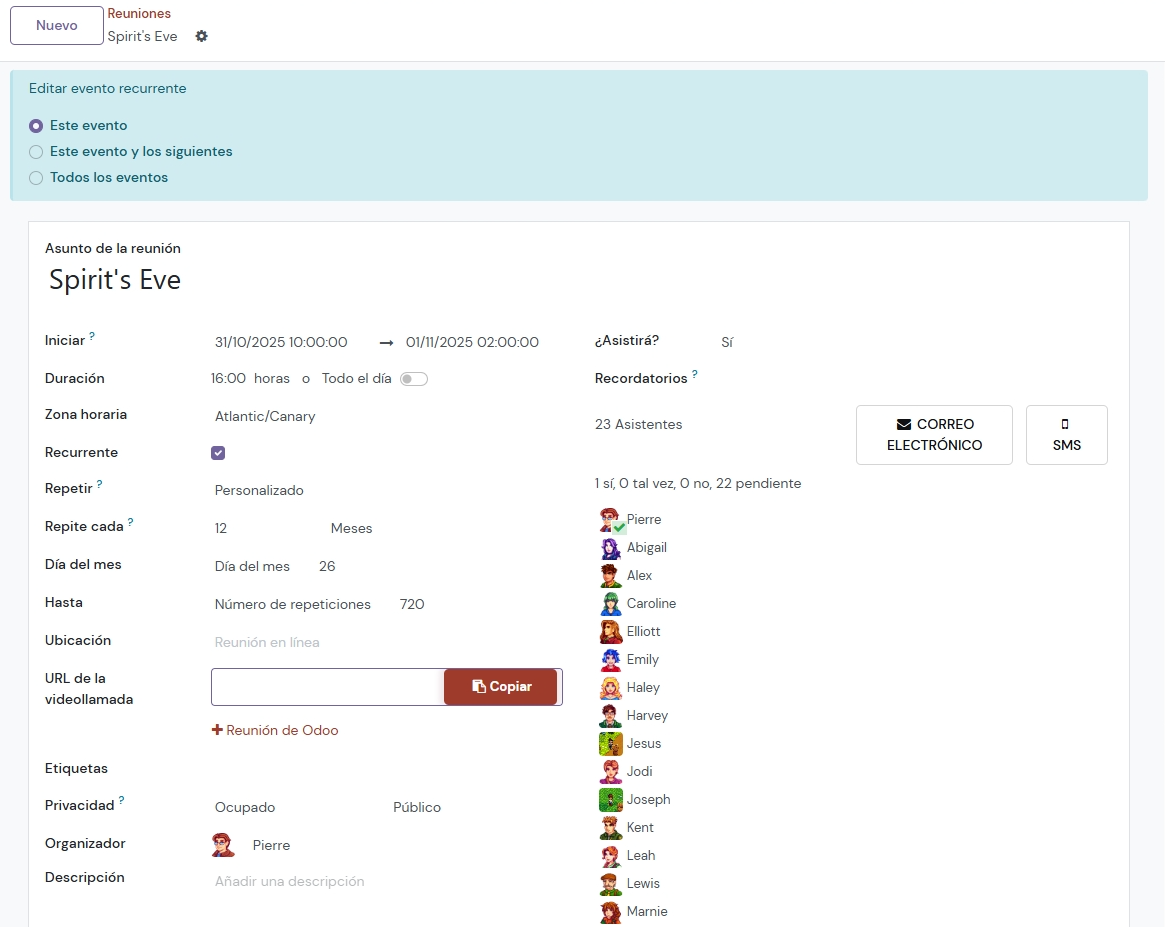 Nuevo
Reuniones
Spirit's Eve
Editar evento recurrente
Este evento
Este evento y los siguientes
Todos los eventos
Asunto de la reunión
Spirit's Eve
Iniciar ?
31/10/2025 10:00:00 → 01/11/2025 02:00:00
Duración
16:00 horas o Todo el día
Zona horaria
Atlantic/Canary
Recurrente
Repetir ?
Personalizado
Repite cada ?
12 Meses
Día del mes
Día del mes 26
Hasta
Número de repeticiones 720
Ubicación
Reunión en línea
URL de la
videollamada
Copiar
+ Reunión de Odoo
Etiquetas
Privacidad ?
Ocupado Público
Organizador
Pierre
Descripción
Añadir una descripción
¿Asistirá?
Sí
Recordatorios ?
23 Asistentes
CORREO
ELECTRÓNICO
SMS
1 sí, 0 tal vez, 0 no, 22 pendiente
Pierre
Abigail
Alex
Caroline
Elliott
Emily
Haley
Harvey
Jesus
Jodi
Joseph
Kent
Leah
Lewis
Marnie